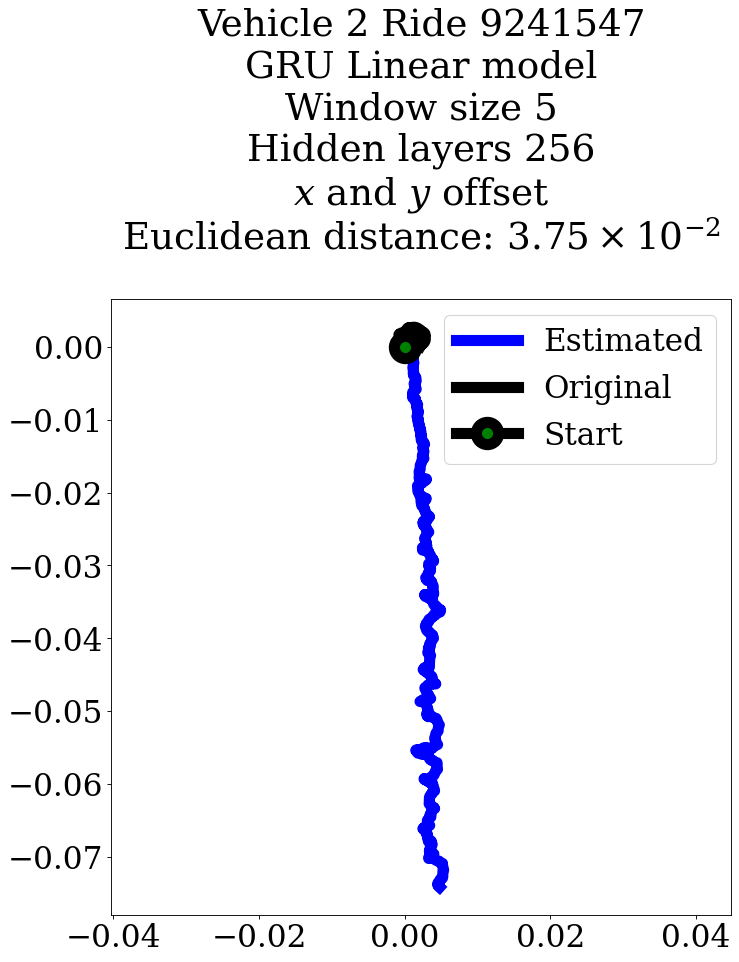 Vehicle 2 Ride 9241547
GRU Linear model
Window size 5
Hidden layers 256
x and y offset
Euclidean distance: 3.75 × 10⁻²
Estimated
Original
Start
0.00
−0.01
−0.02
−0.03
−0.04
−0.05
−0.06
−0.07
−0.04 −0.02 0.00 0.02 0.04